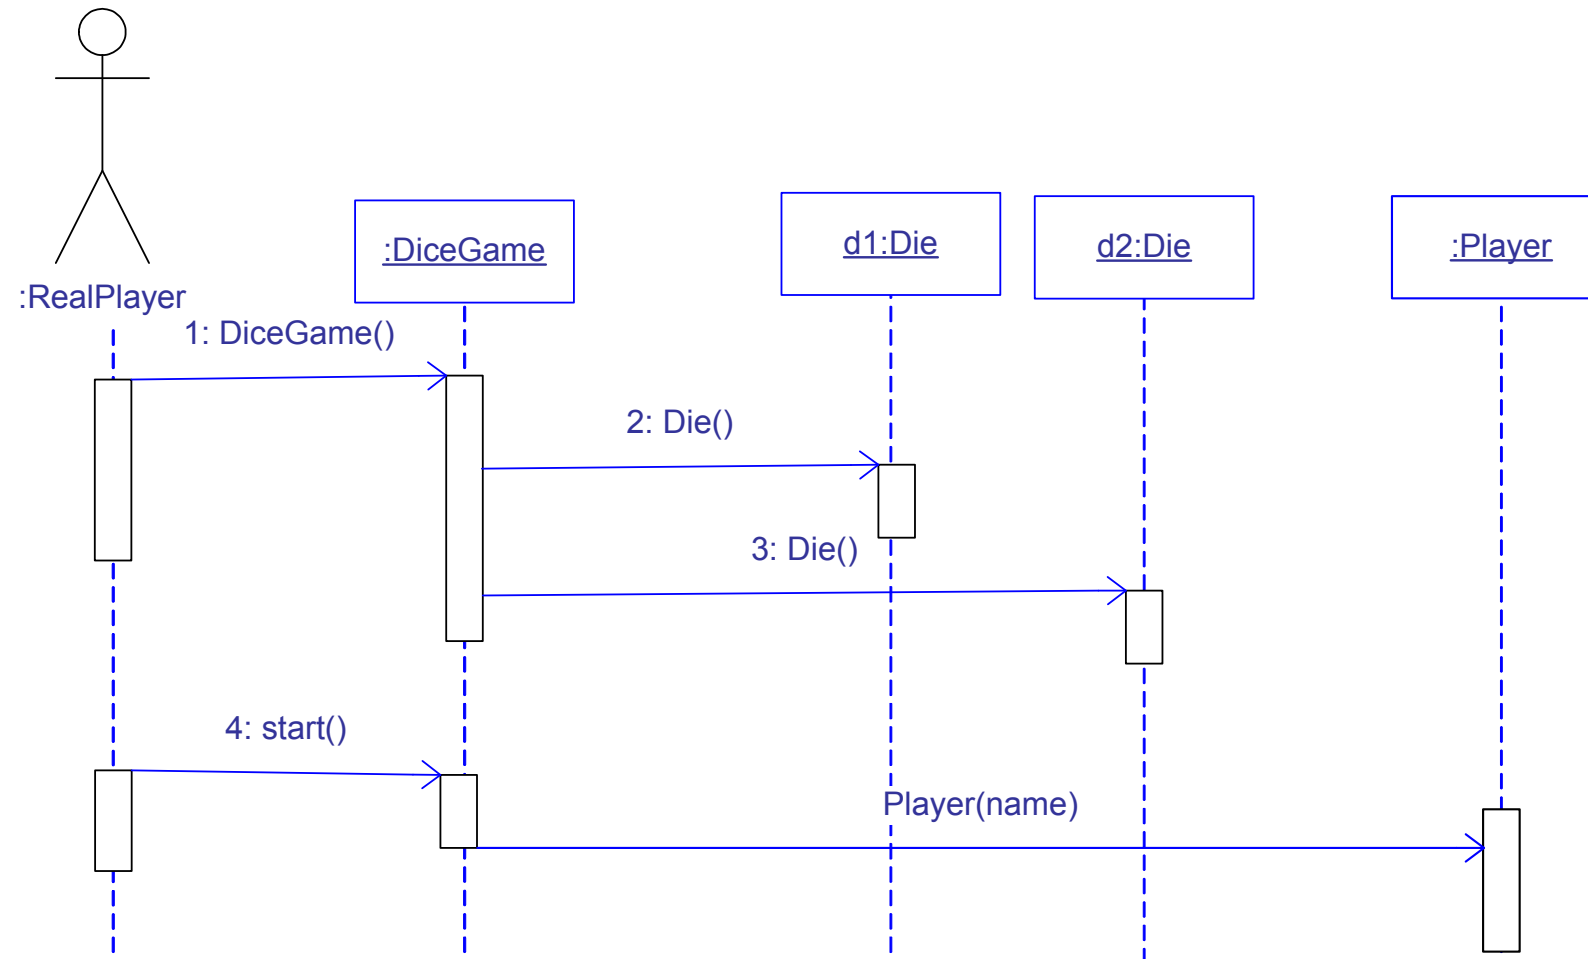 :RealPlayer
:DiceGame
d1:Die
d2:Die
:Player
1: DiceGame()
2: Die()
3: Die()
4: start()
Player(name)